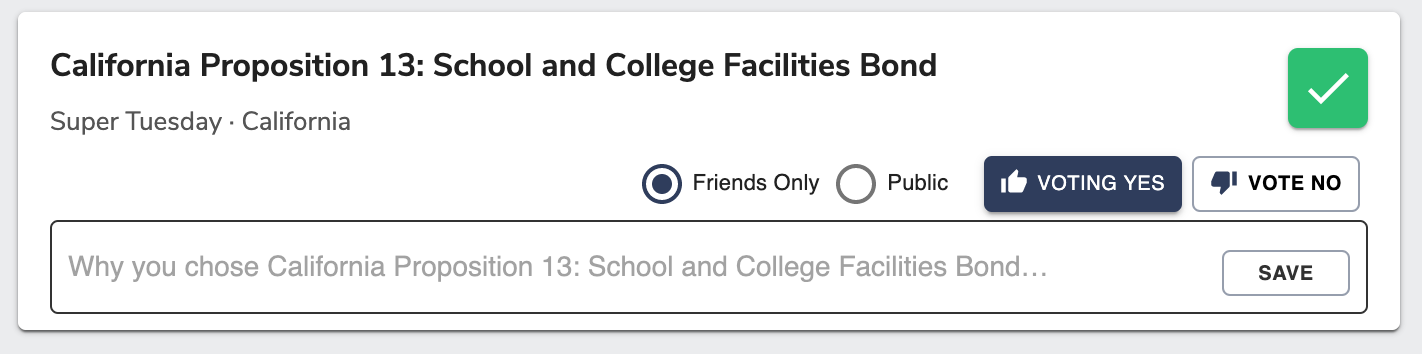 California Proposition 13: School and College Facilities Bond
Super Tuesday · California
Friends Only Public VOTING YES VOTE NO
Why you chose California Proposition 13: School and College Facilities Bond…
SAVE